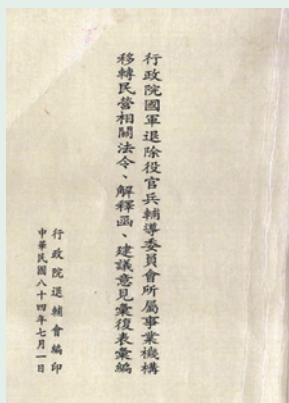 行政院國軍退除役官兵輔導委員會所屬事業機構
移轉民營相關法令、解釋函、建議意見彙復表彙編
行政院退輔會編印
中華民國八十四年七月一日